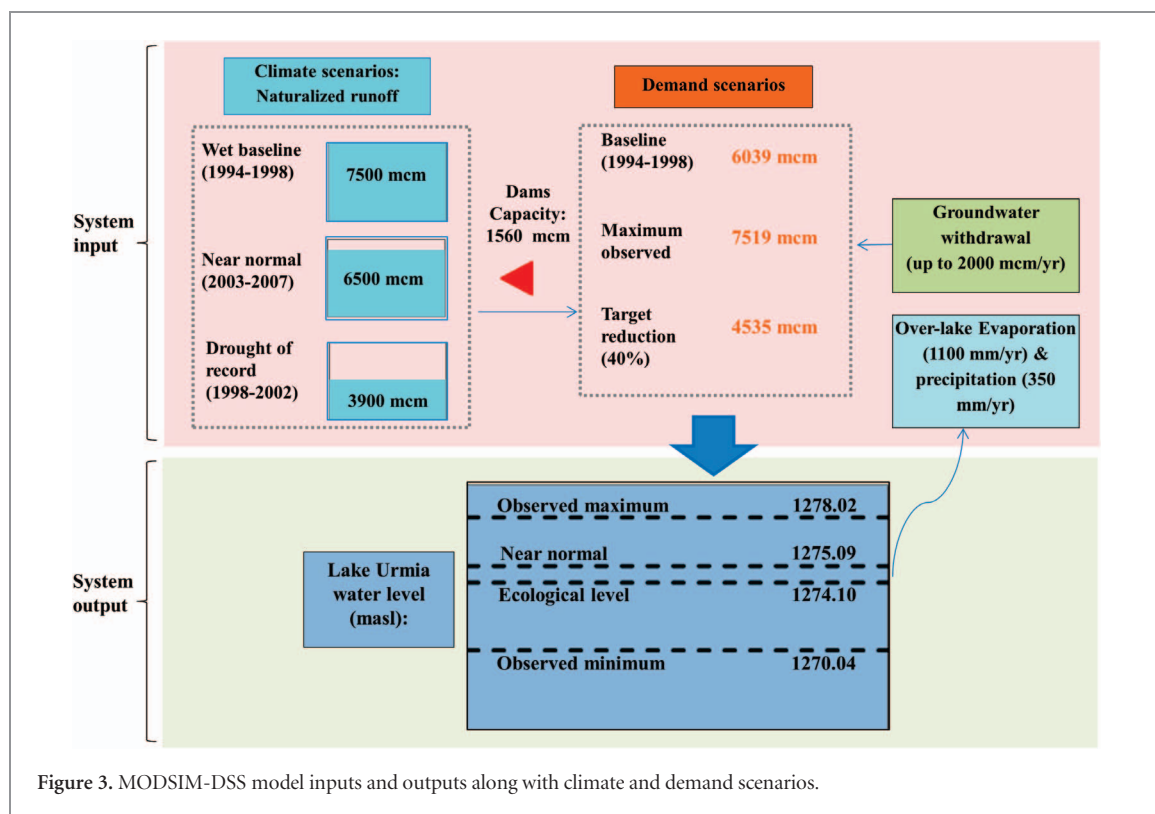 System
input
Climate scenarios:
Naturalized runoff
Wet baseline
(1994-1998)
7500 mcm
Near normal
(2003-2007)
6500 mcm
Drought of
record
(1998-2002)
3900 mcm
Dams
Capacity:
1560 mcm
Demand scenarios
Baseline
(1994-1998)
6039 mcm
Maximum
observed
7519 mcm
Target
reduction
(40%)
4535 mcm
Groundwater
withdrawal
(up to 2000 mcm/yr)
Over-lake Evaporation
(1100 mm/yr) &
precipitation (350
mm/yr)
System
output
Lake Urmia
water level
(masl):
Observed maximum 1278.02
Near normal 1275.09
Ecological level 1274.10
Observed minimum 1270.04
Figure 3. MODSIM-DSS model inputs and outputs along with climate and demand scenarios.